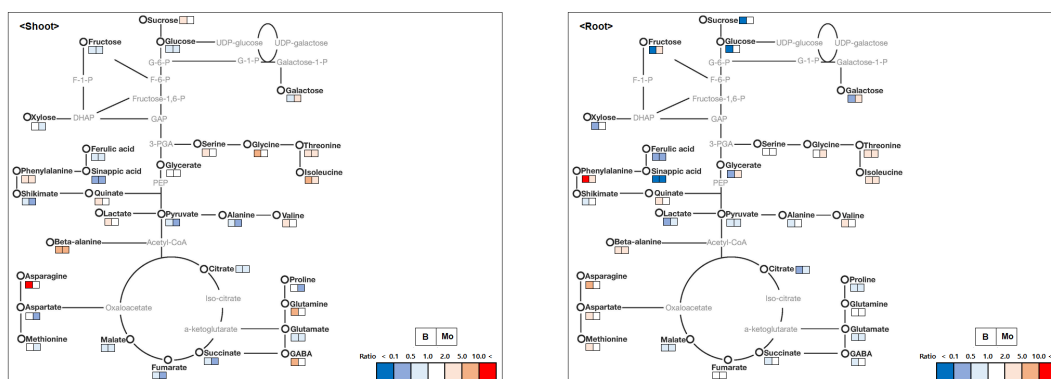 <Shoot>
Sucrose
Fructose
Glucose
UDP-glucose
UDP-galactose
G-6-P
G-1-P
Galactose-1-P
F-1-P
F-6-P
Galactose
Fructose-1,6-P
Xylose
DHAP
GAP
3-PGA
Serine
Glycine
Threonine
Ferulic acid
Glycerate
Phenylalanine
Sinappic acid
Isoleucine
PEP
Shikimate
Quinate
Lactate
Pyruvate
Alanine
Valine
Beta-alanine
Acetyl-CoA
Asparagine
Citrate
Proline
Iso-citrate
Aspartate
Oxaloacetate
Glutamine
a-ketoglutarate
Glutamate
Methionine
Malate
Succinate
GABA
Fumarate
B Mo
Ratio < 0.1 0.5 1.0 2.0 5.0 10.0 <
<Root>
Sucrose
Fructose
Glucose
UDP-glucose
UDP-galactose
G-6-P
G-1-P
Galactose-1-P
F-1-P
F-6-P
Galactose
Fructose-1,6-P
Xylose
DHAP
GAP
3-PGA
Serine
Glycine
Threonine
Ferulic acid
Glycerate
Phenylalanine
Sinappic acid
Isoleucine
PEP
Shikimate
Quinate
Lactate
Pyruvate
Alanine
Valine
Beta-alanine
Acetyl-CoA
Asparagine
Citrate
Proline
Iso-citrate
Aspartate
Oxaloacetate
Glutamine
a-ketoglutarate
Glutamate
Methionine
Malate
Succinate
GABA
Fumarate
B Mo
Ratio < 0.1 0.5 1.0 2.0 5.0 10.0 <